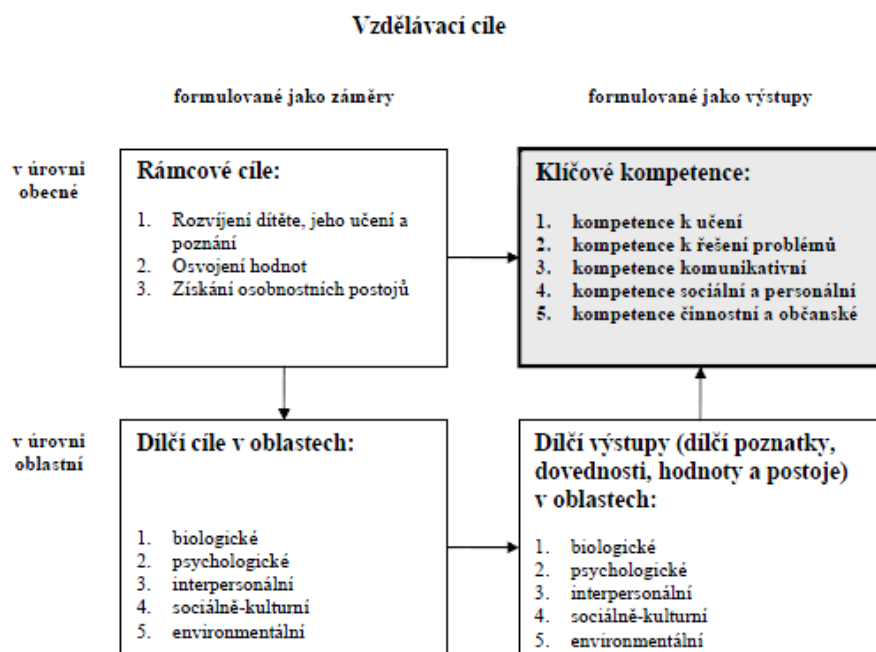 Vzdělávací cíle
formulované jako záměry
formulované jako výstupy
v úrovni
obecné
Rámcové cíle:
1. Rozvíjení dítěte, jeho učení a
poznání
2. Osvojení hodnot
3. Získání osobnostních postojů
Klíčové kompetence:
1. kompetence k učení
2. kompetence k řešení problémů
3. kompetence komunikativní
4. kompetence sociální a personální
5. kompetence činnostní a občanské
v úrovni
oblastní
Dílčí cíle v oblastech:
1. biologické
2. psychologické
3. interpersonální
4. sociálně-kulturní
5. environmentální
Dílčí výstupy (dílčí poznatky,
dovednosti, hodnoty a postoje)
v oblastech:
1. biologické
2. psychologické
3. interpersonální
4. sociálně-kulturní
5. environmentální